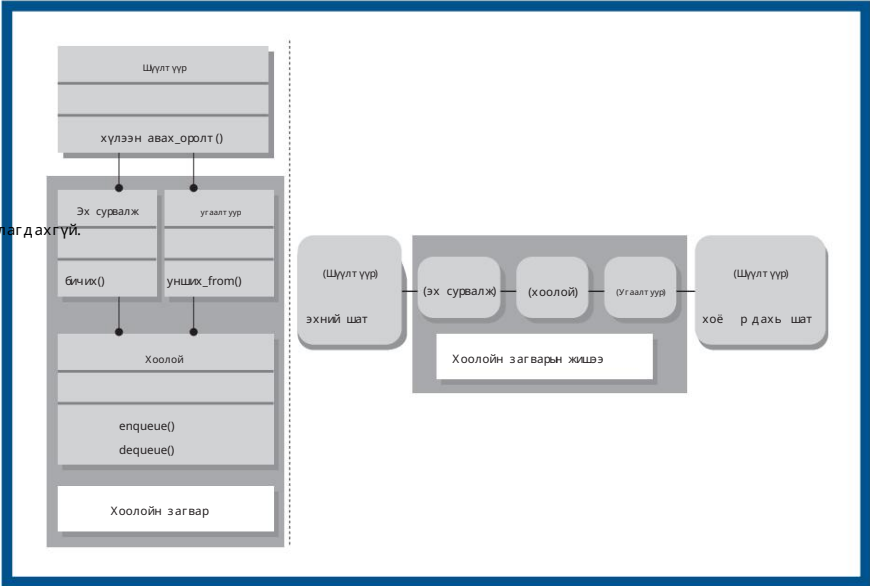 Шүүлтүүр
хүлээн авах_оролт()
Эх сурвалж
угаалтуур
лагдахгүй.
бичих()
унших_from()
Хоолой
enqueue()
dequeue()
Хоолойн загвар
(Шүүлтүүр)
эхний шат
(эх сурвалж)
(хоолой)
(Угаалтуур)
Хоолойн загварын жишээ
(Шүүлтүүр)
хоё р дахь шат